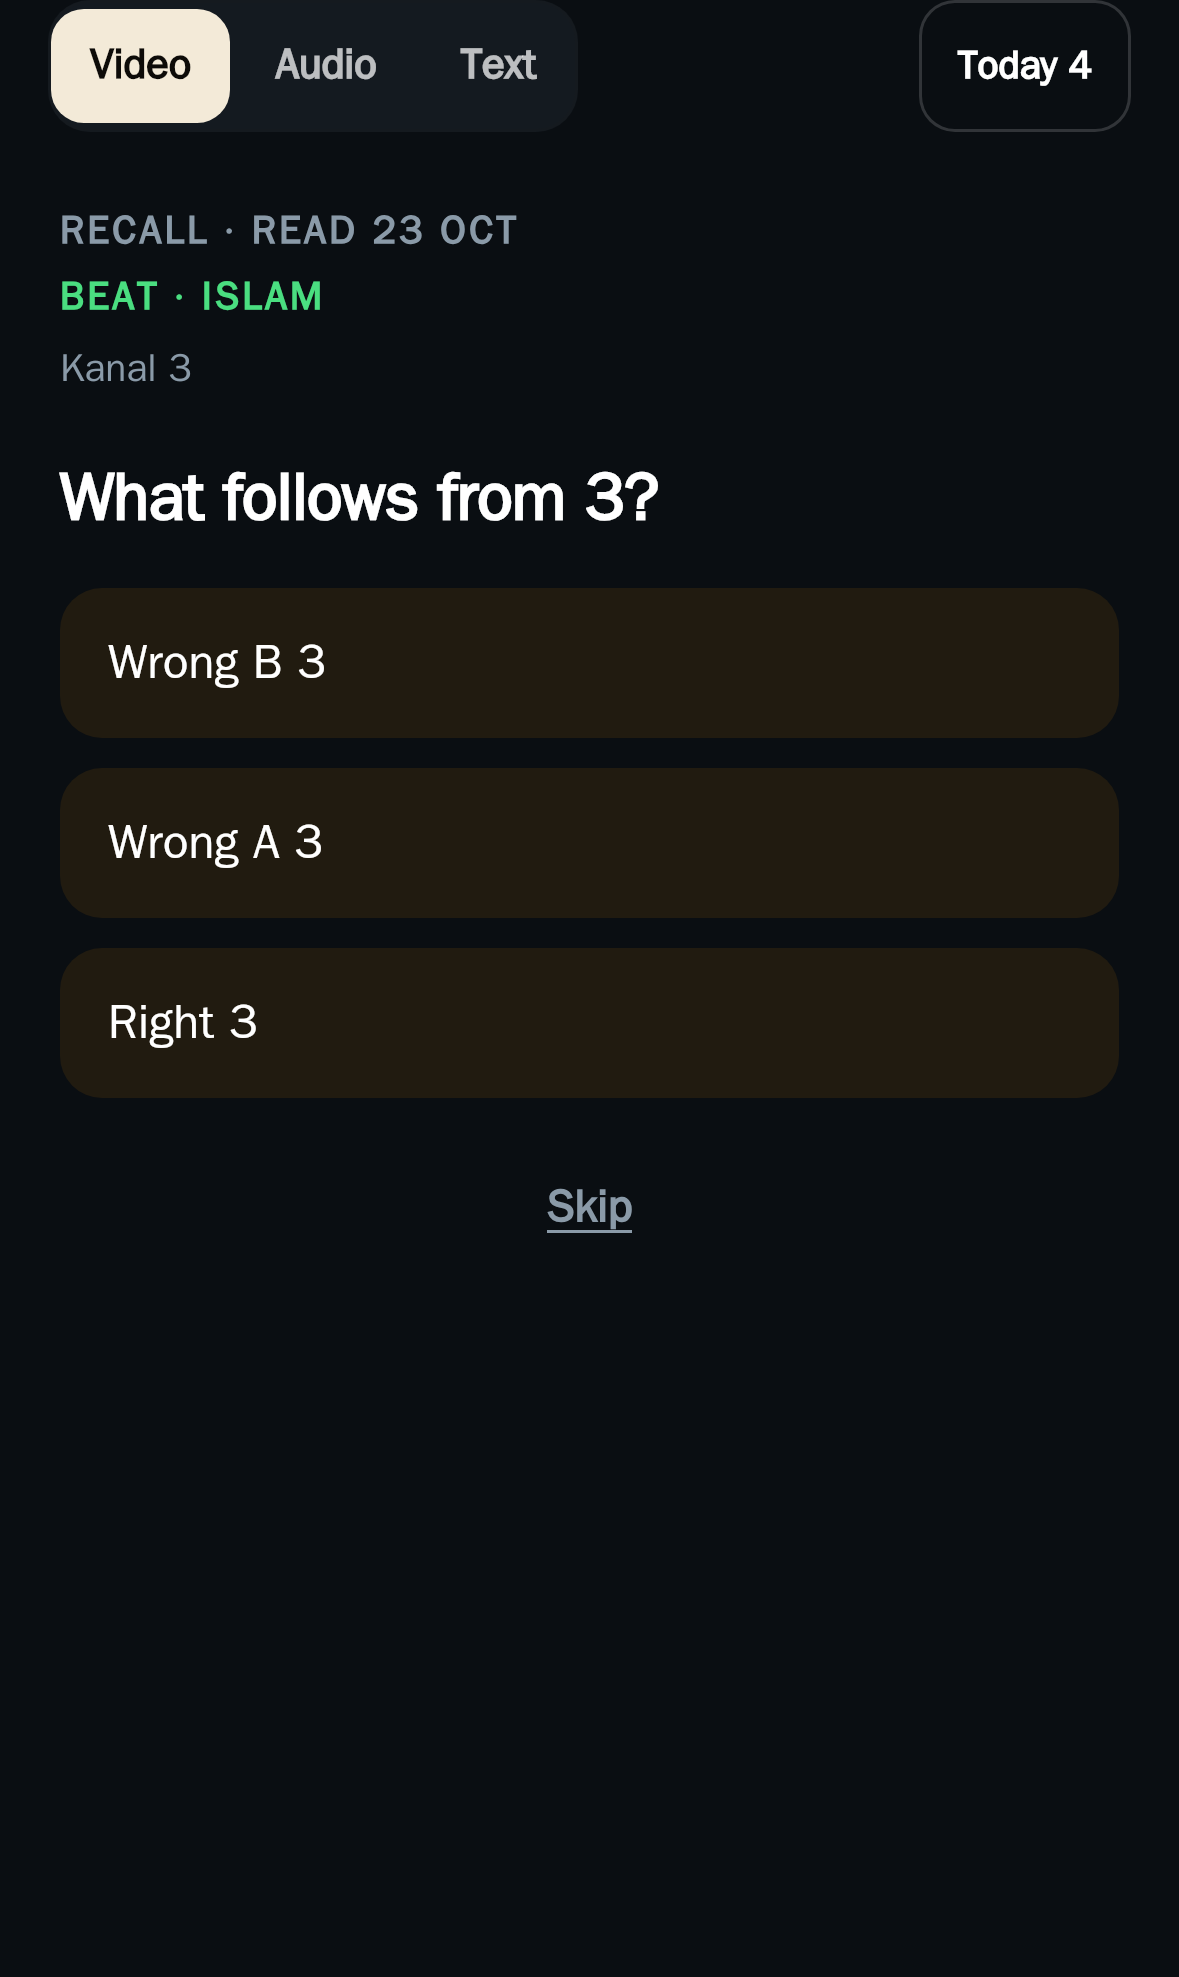 Video Audio Text Today 4
RECALL · READ 23 OCT
BEAT · ISLAM
Kanal 3
What follows from 3?
Wrong B 3
Wrong A 3
Right 3
Skip